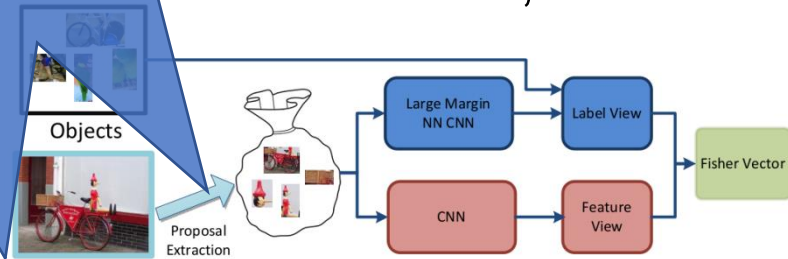 Objects
Proposal
Extraction
Large Margin
NN CNN
Label View
CNN
Feature
View
Fisher Vector